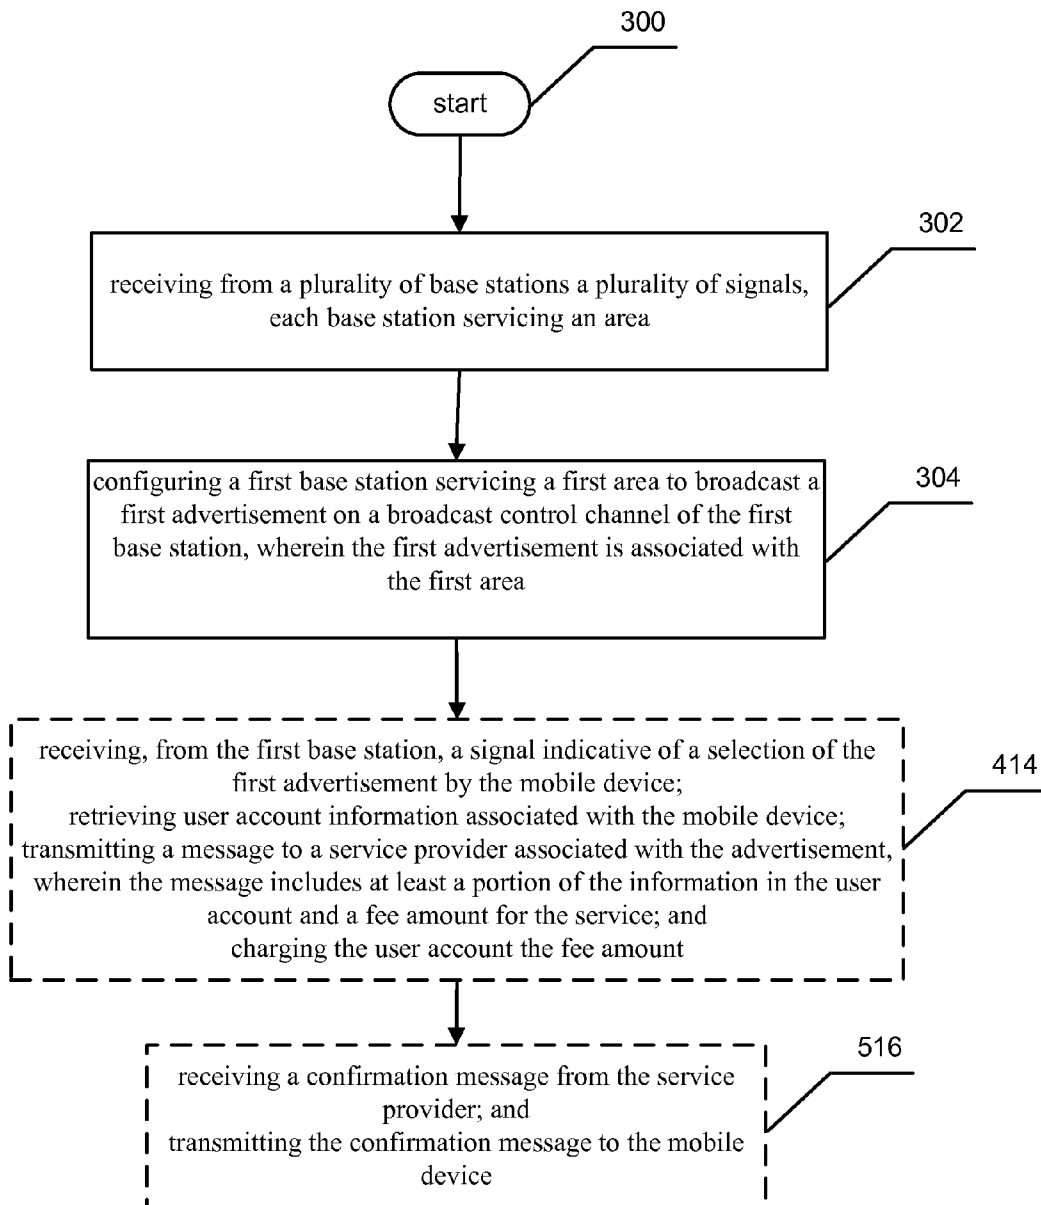 300
start
302
receiving from a plurality of base stations a plurality of signals,
each base station servicing an area
304
configuring a first base station servicing a first area to broadcast a
first advertisement on a broadcast control channel of the first
base station, wherein the first advertisement is associated with
the first area
414
receiving, from the first base station, a signal indicative of a selection of the
first advertisement by the mobile device;
retrieving user account information associated with the mobile device;
transmitting a message to a service provider associated with the advertisement,
wherein the message includes at least a portion of the information in the user
account and a fee amount for the service; and
charging the user account the fee amount
516
receiving a confirmation message from the service
provider; and
transmitting the confirmation message to the mobile
device